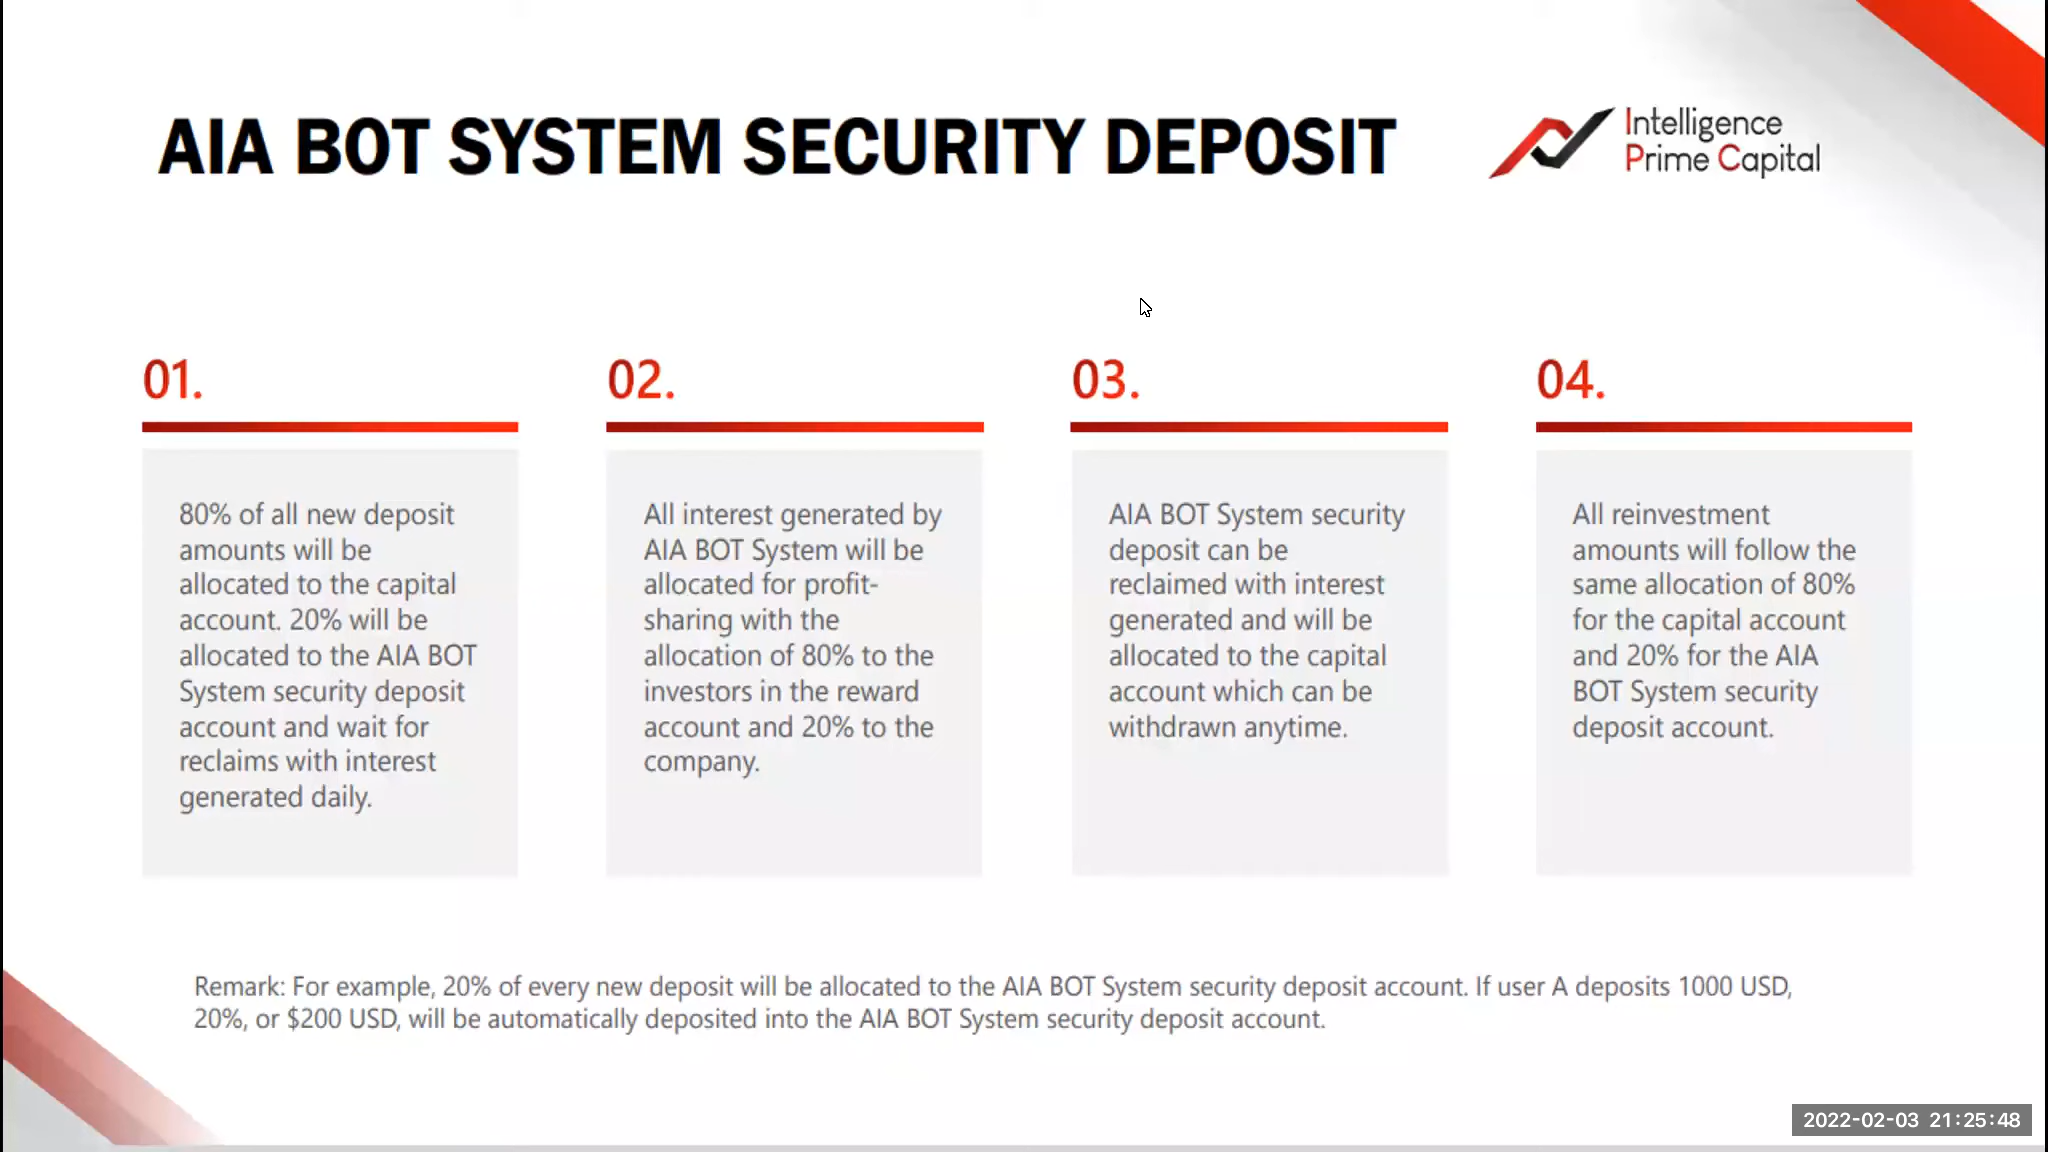 AIA BOT SYSTEM SECURITY DEPOSIT
Intelligence
Prime Capital
01.
80% of all new deposit
amounts will be
allocated to the capital
account. 20% will be
allocated to the AIA BOT
System security deposit
account and wait for
reclaims with interest
generated daily.
02.
All interest generated by
AIA BOT System will be
allocated for profit-
sharing with the
allocation of 80% to the
investors in the reward
account and 20% to the
company.
03.
AIA BOT System security
deposit can be
reclaimed with interest
generated and will be
allocated to the capital
account which can be
withdrawn anytime.
04.
All reinvestment
amounts will follow the
same allocation of 80%
for the capital account
and 20% for the AIA
BOT System security
deposit account.
Remark: For example, 20% of every new deposit will be allocated to the AIA BOT System security deposit account. If user A deposits 1000 USD,
20%, or $200 USD, will be automatically deposited into the AIA BOT System security deposit account.
2022-02-03 21:25:48